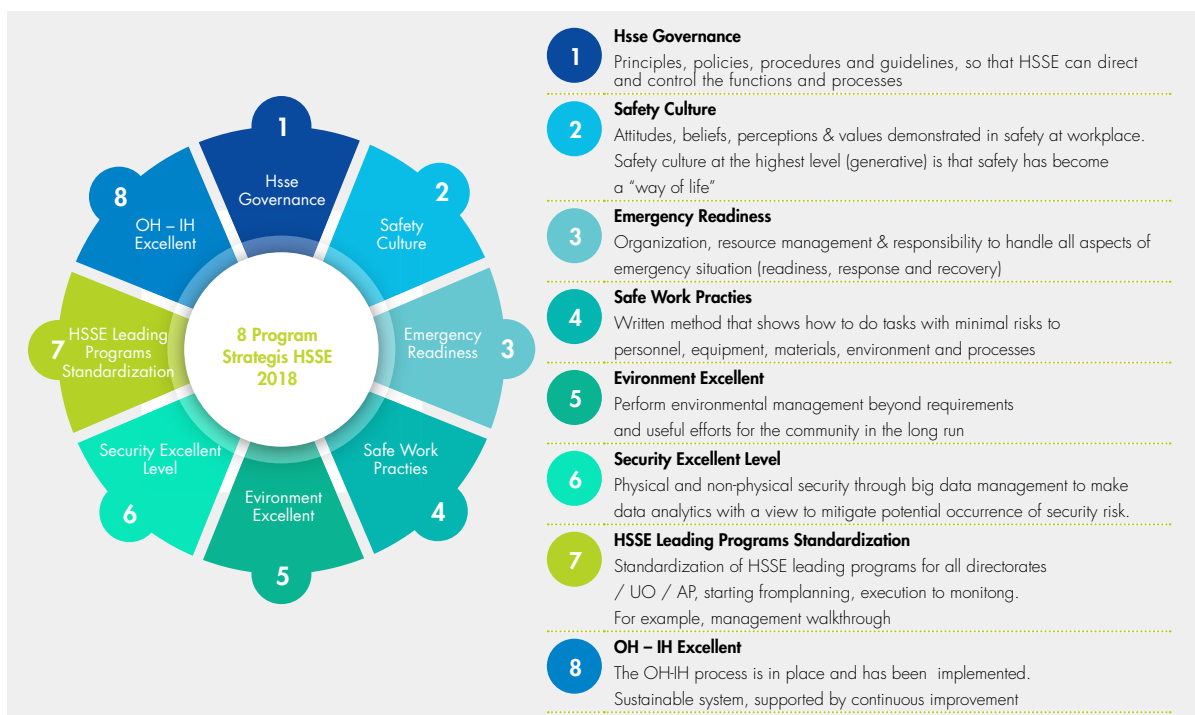 1
Hsse
Governance
2
Safety
Culture
Emergency
Readiness
3
Safe Work
Practies
4
Evironment
Excellent
5
Security Excellent
Level
6
7
HSSE Leading
Programs
Standardization
8
OH – IH
Excellent
8 Program
Strategis HSSE
2018
1
Hsse Governance
Principles, policies, procedures and guidelines, so that HSSE can direct
and control the functions and processes
2
Safety Culture
Attitudes, beliefs, perceptions & values demonstrated in safety at workplace.
Safety culture at the highest level (generative) is that safety has become
a “way of life”
3
Emergency Readiness
Organization, resource management & responsibility to handle all aspects of
emergency situation (readiness, response and recovery)
4
Safe Work Practies
Written method that shows how to do tasks with minimal risks to
personnel, equipment, materials, environment and processes
5
Evironment Excellent
Perform environmental management beyond requirements
and useful efforts for the community in the long run
6
Security Excellent Level
Physical and non-physical security through big data management to make
data analytics with a view to mitigate potential occurrence of security risk.
7
HSSE Leading Programs Standardization
Standardization of HSSE leading programs for all directorates
/ UO / AP, starting fromplanning, execution to monitong.
For example, management walkthrough
8
OH – IH Excellent
The OH-IH process is in place and has been implemented.
Sustainable system, supported by continuous improvement